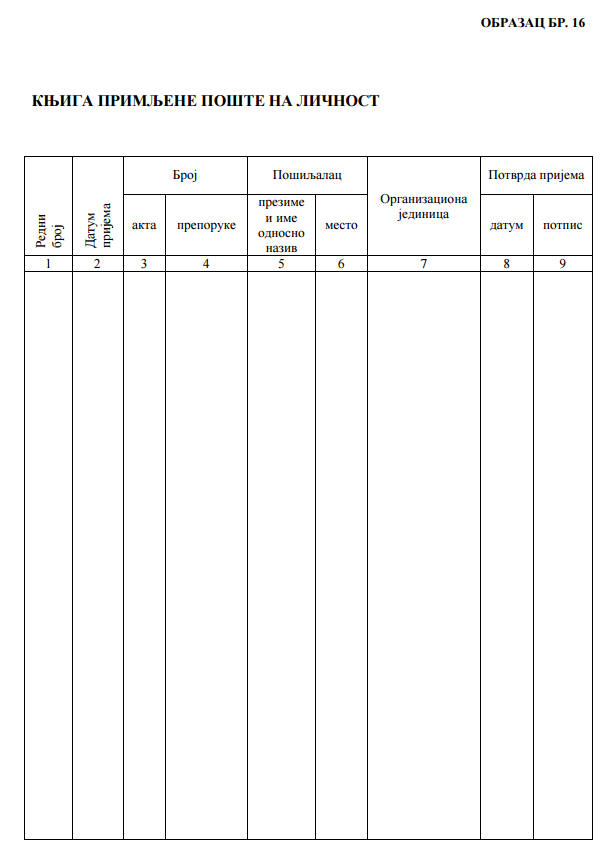 ОБРАЗАЦ БР. 16
КЊИГА ПРИМЉЕНЕ ПОШТЕ НА ЛИЧНОСТ
Редни
број
Датум
пријема
Број
Пошиљалац
Организациона
јединица
Потврда пријема
акта
препоруке
презиме
и име
односно
назив
место
датум
потпис
1 2 3 4 5 6 7 8 9